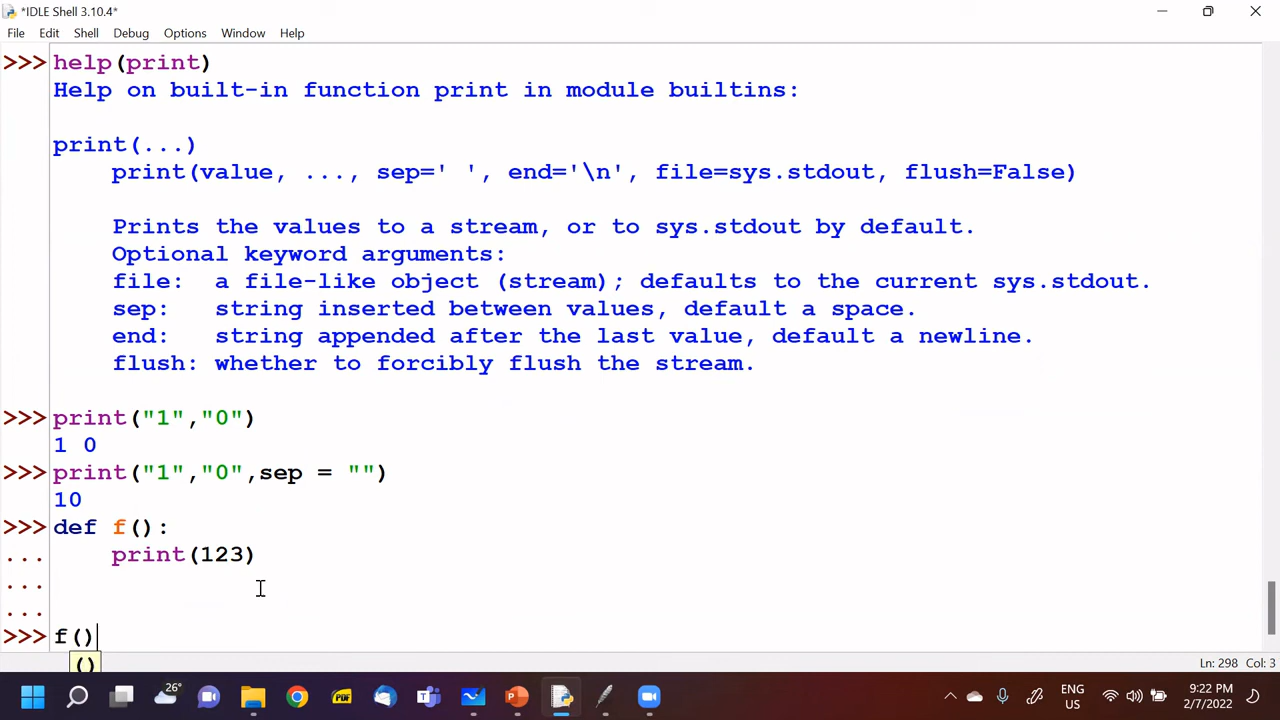 *IDLE Shell 3.10.4*
File Edit Shell Debug Options Window Help
>>> help(print)
Help on built-in function print in module builtins:
print(...)
print(value, ..., sep=' ', end='\n', file=sys.stdout, flush=False)
Prints the values to a stream, or to sys.stdout by default.
Optional keyword arguments:
file:  a file-like object (stream); defaults to the current sys.stdout.
sep:   string inserted between values, default a space.
end:   string appended after the last value, default a newline.
flush: whether to forcibly flush the stream.
>>> print("1","0")
1 0
>>> print("1","0",sep = "")
10
>>> def f():
... print(123)
...
...
>>> f()
()
Ln: 298 Col: 3
26°
PDF
ENG
US
9:22 PM
2/7/2022